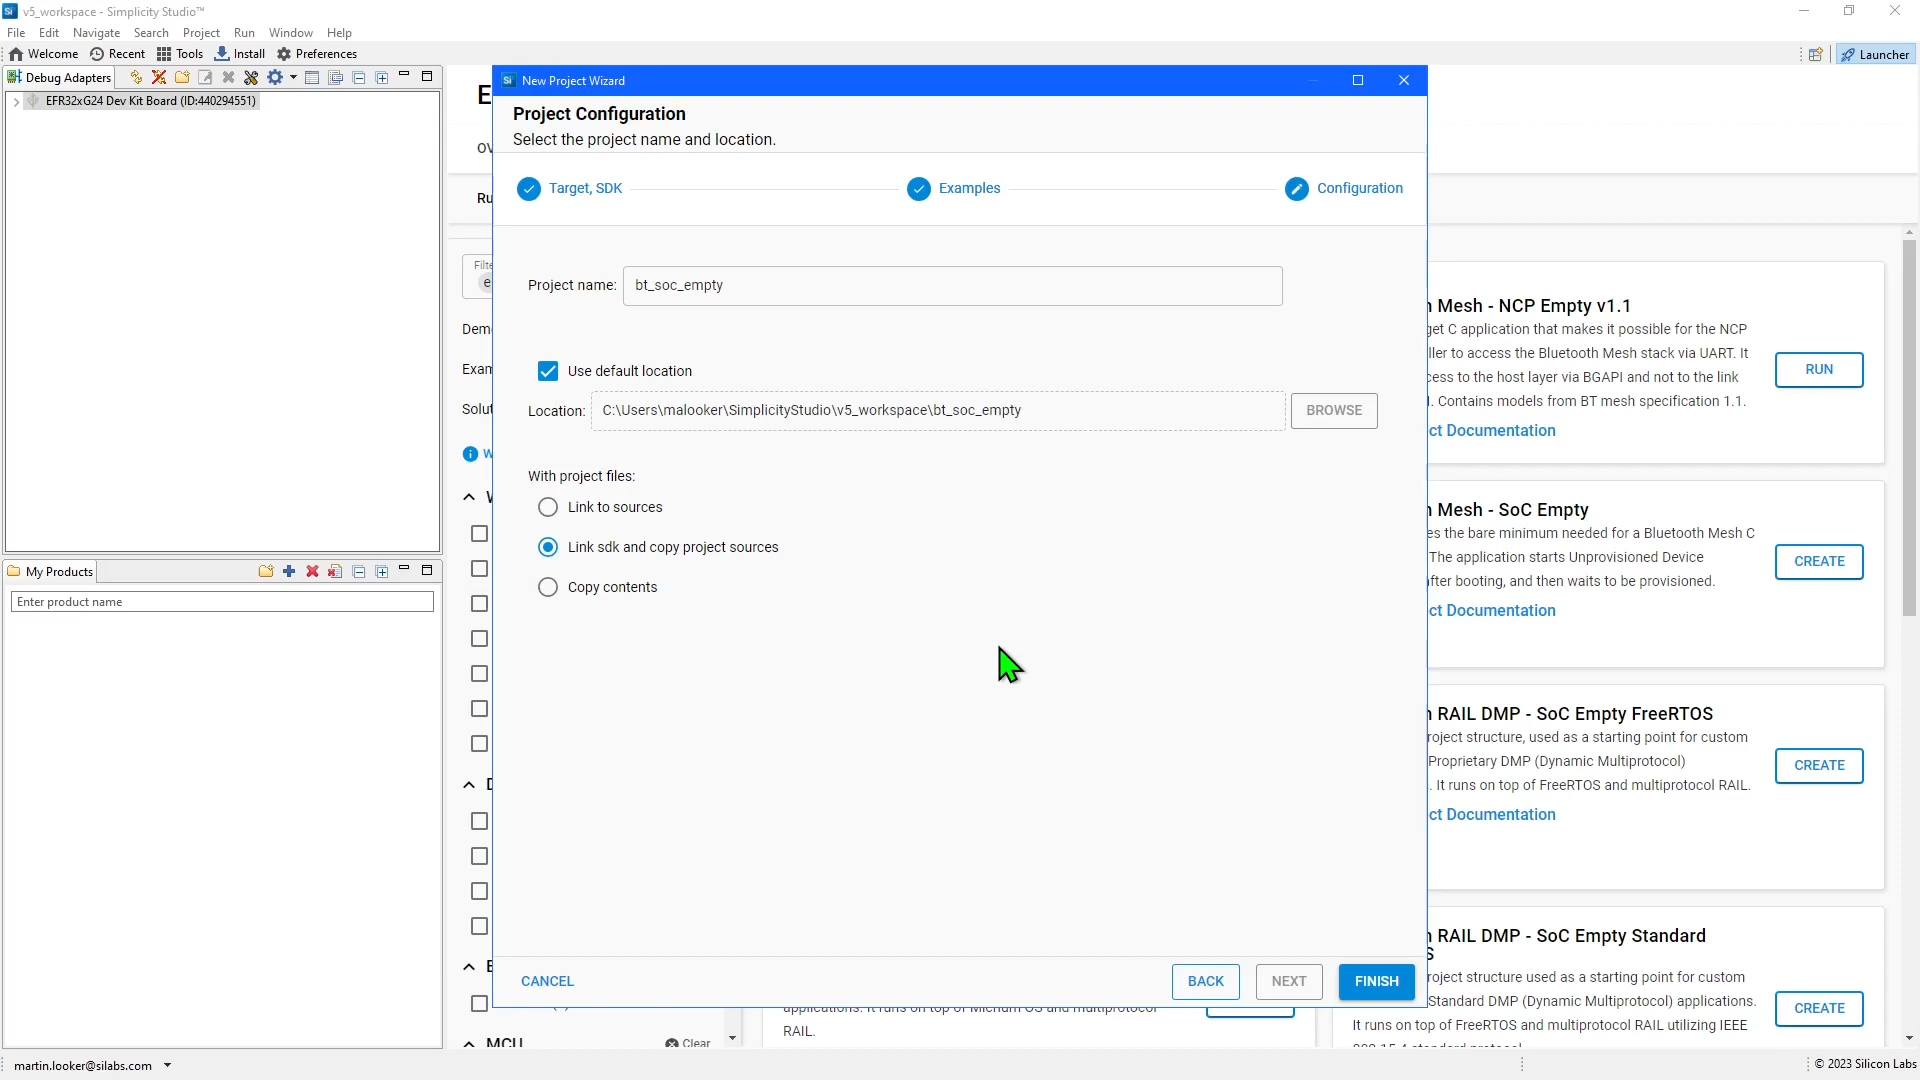 v5_workspace - Simplicity Studio™
File Edit Navigate Search Project Run Window Help
Welcome Recent Tools Install Preferences
Launcher
Debug Adapters
EFR32xG24 Dev Kit Board (ID:440294551)
My Products
Enter product name
New Project Wizard
Project Configuration
Select the project name and location.
Target, SDK
Examples
Configuration
Project name: bt_soc_empty
Use default location
Location: C:\Users\malooker\SimplicityStudio\v5_workspace\bt_soc_empty BROWSE
With project files:
Link to sources
Link sdk and copy project sources
Copy contents
CANCEL BACK NEXT FINISH
MCU
Clear
RAIL.
Mesh - NCP Empty v1.1
get C application that makes it possible for the NCP
ller to access the Bluetooth Mesh stack via UART. It
cess to the host layer via BGAPI and not to the link
. Contains models from BT mesh specification 1.1.
ct Documentation
RUN
Mesh - SoC Empty
es the bare minimum needed for a Bluetooth Mesh C
The application starts Unprovisioned Device
fter booting, and then waits to be provisioned.
ct Documentation
CREATE
RAIL DMP - SoC Empty FreeRTOS
roject structure, used as a starting point for custom
Proprietary DMP (Dynamic Multiprotocol)
. It runs on top of FreeRTOS and multiprotocol RAIL.
ct Documentation
CREATE
RAIL DMP - SoC Empty Standard
roject structure used as a starting point for custom
Standard DMP (Dynamic Multiprotocol) applications.
It runs on top of FreeRTOS and multiprotocol RAIL utilizing IEEE
CREATE
martin.looker@silabs.com
© 2023 Silicon Labs